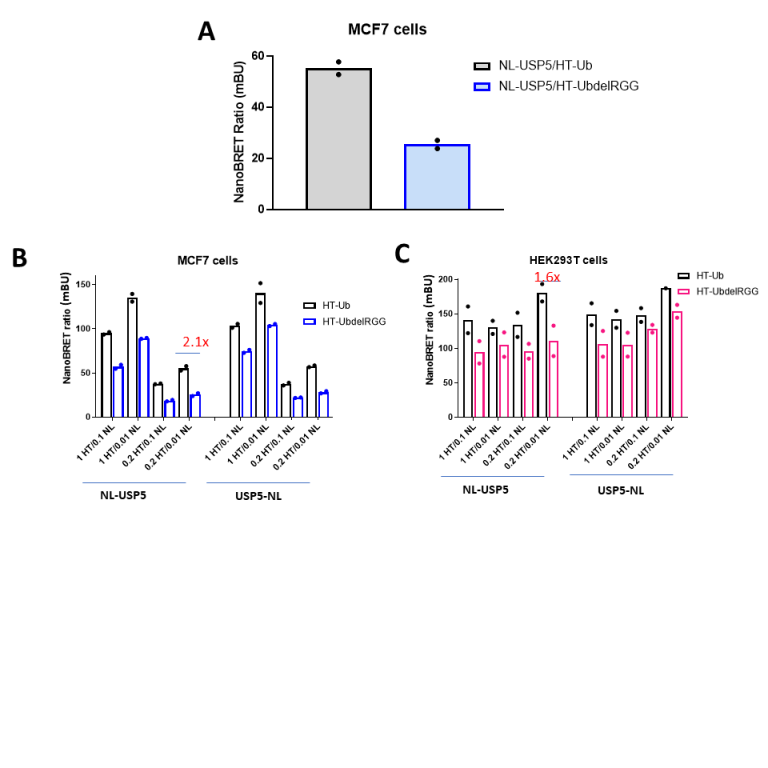 A
MCF7 cells
NanoBRET Ratio (mBU)
60
40
20
0
NL-USP5/HT-Ub
NL-USP5/HT-UbdelRGG
B
MCF7 cells
NanoBRET ratio (mBU)
150
100
50
0
2.1x
HT-Ub
HT-UbdelRGG
1 HT/0.1 NL
1 HT/0.01 NL
0.2 HT/0.1 NL
0.2 HT/0.01 NL
1 HT/0.1 NL
1 HT/0.01 NL
0.2 HT/0.1 NL
0.2 HT/0.01 NL
NL-USP5
USP5-NL
C
HEK293T cells
1.6x
NanoBRET ratio (mBU)
200
150
100
50
0
HT-Ub
HT-UbdelRGG
1 HT/0.1 NL
1 HT/0.01 NL
0.2 HT/0.1 NL
0.2 HT/0.01 NL
1 HT/0.1 NL
1 HT/0.01 NL
0.2 HT/0.1 NL
0.2 HT/0.01 NL
NL-USP5
USP5-NL